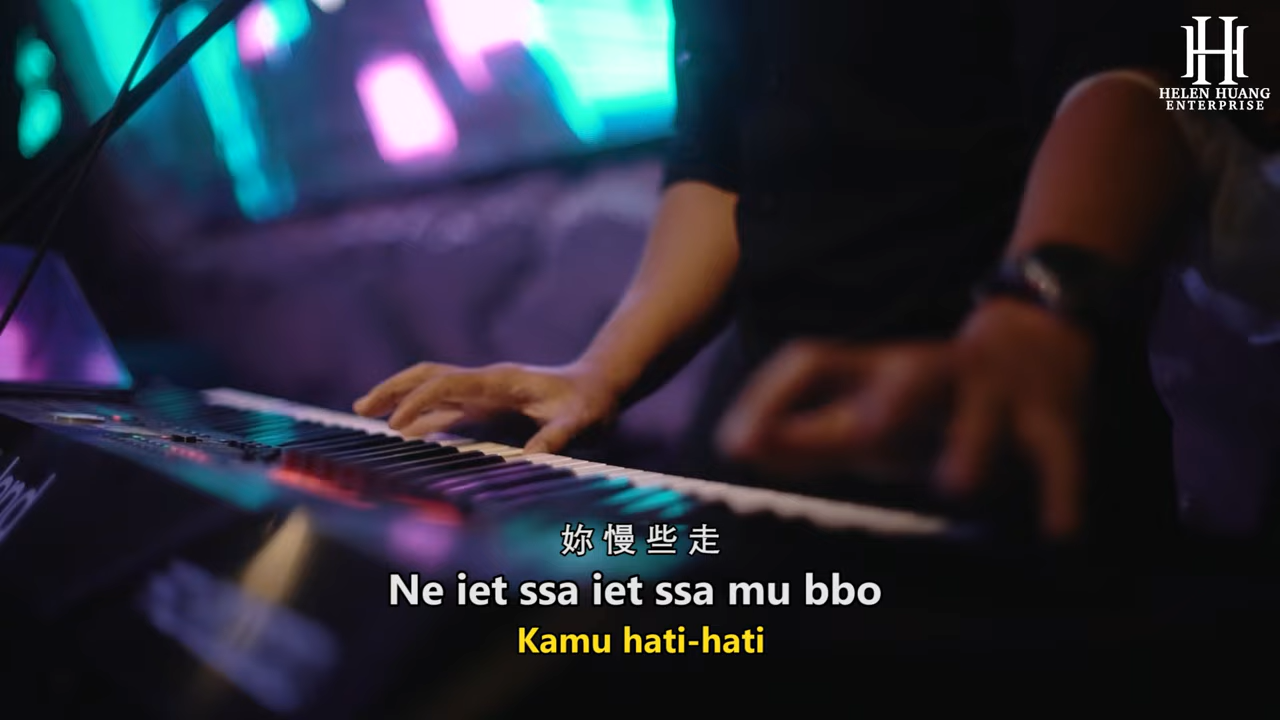 HELEN HUANG
ENTERPRISE
妳慢些走
Ne iet ssa iet ssa mu bbo
Kamu hati-hati